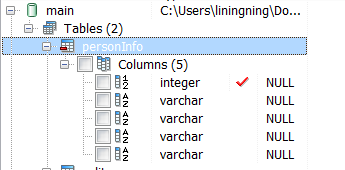 main C:\Users\liningning\Do...
Tables (2)
personInfo
Columns (5)
integer NULL
varchar NULL
varchar NULL
varchar NULL
varchar NULL